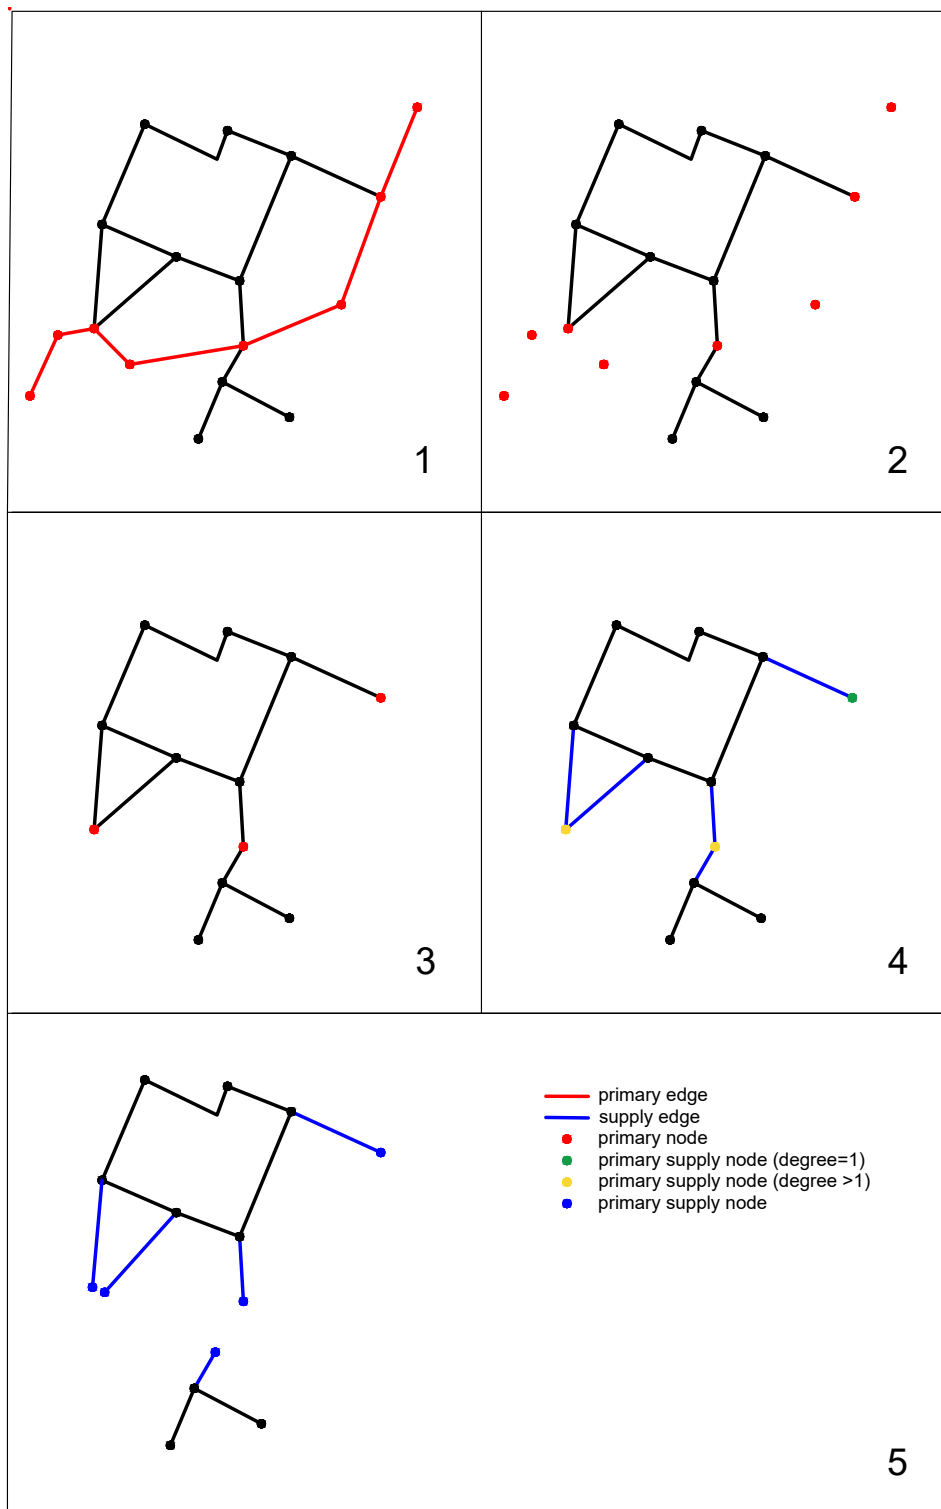 1
2
3
4
primary edge
supply edge
primary node
primary supply node (degree=1)
primary supply node (degree >1)
primary supply node
5